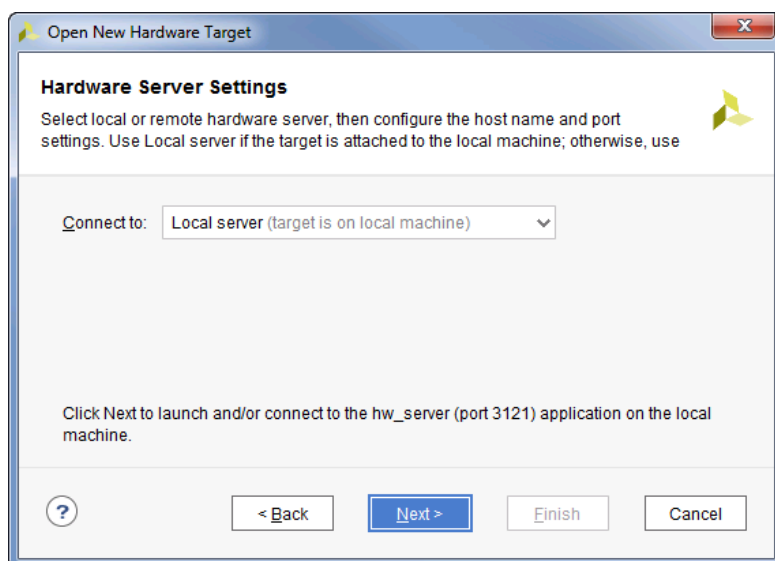 Open New Hardware Target
Hardware Server Settings
Select local or remote hardware server, then configure the host name and port
settings. Use Local server if the target is attached to the local machine; otherwise, use
Connect to: Local server (target is on local machine)
Click Next to launch and/or connect to the hw_server (port 3121) application on the local
machine.
? < Back Next > Finish Cancel